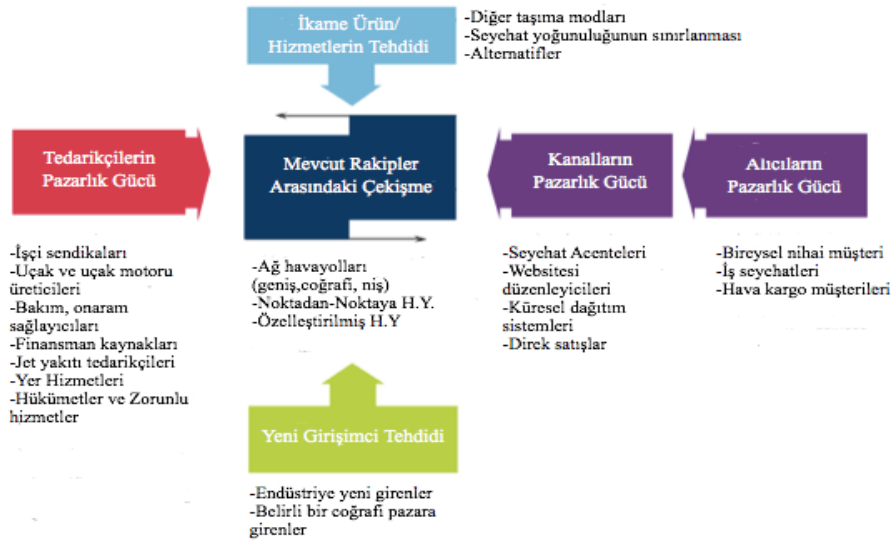 İkame Ürün/
Hizmetlerin Tehdidi
-Diğer taşıma modları
-Seyehat yoğunuluğunun sınırlanması
-Alternatifler
Tedarikçilerin
Pazarlık Gücü
Mevcut Rakipler
Arasındaki Çekişme
Kanalların
Pazarlık Gücü
Alıcıların
Pazarlık Gücü
-İşçi sendikaları
-Uçak ve uçak motoru
üreticileri
-Bakım, onaram
sağlayıcıları
-Finansman kaynakları
-Jet yakıtı tedarikçileri
-Yer Hizmetleri
-Hükümetler ve Zorunlu
hizmetler
-Ağ havayolları
(geniş,coğrafi, niş)
-Noktadan-Noktaya H.Y.
-Özelleştirilmiş H.Y
-Seyehat Acenteleri
-Websitesi
düzenleyicileri
-Küresel dağıtım
sistemleri
-Direk satışlar
-Bireysel nihai müşteri
-İş seyehatleri
-Hava kargo müşterileri
Yeni Girişimci Tehdidi
-Endüstriye yeni girenler
-Belirli bir coğrafi pazara
girenler